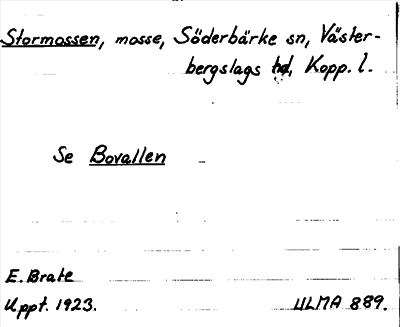 Stormossen, mosse, Söderbärke sn, Väster-
bergslags hd, Kopp. l.
Se Bovallen
E. Brate
Uppt. 1923.
ULMA 889.